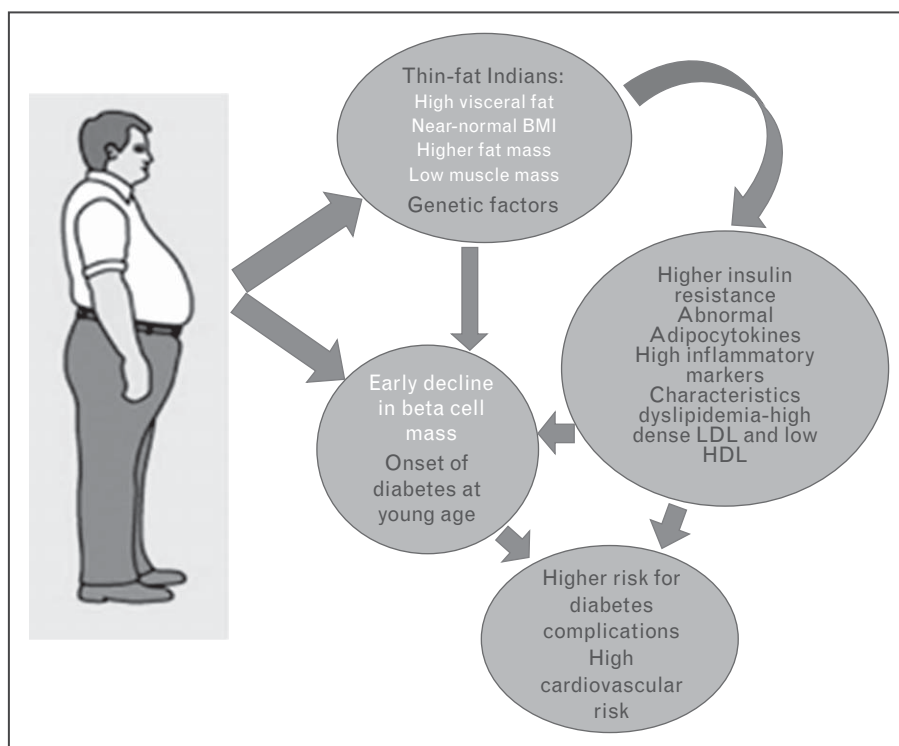 Thin-fat Indians:
High visceral fat
Near-normal BMI
Higher fat mass
Low muscle mass
Genetic factors
Higher insulin
resistance
Abnormal
Adipocytokines
High inflammatory
markers
Characteristics
dyslipidemia-high
dense LDL and low
HDL
Early decline
in beta cell
mass
Onset of
diabetes at
young age
Higher risk for
diabetes
complications
High
cardiovascular
risk